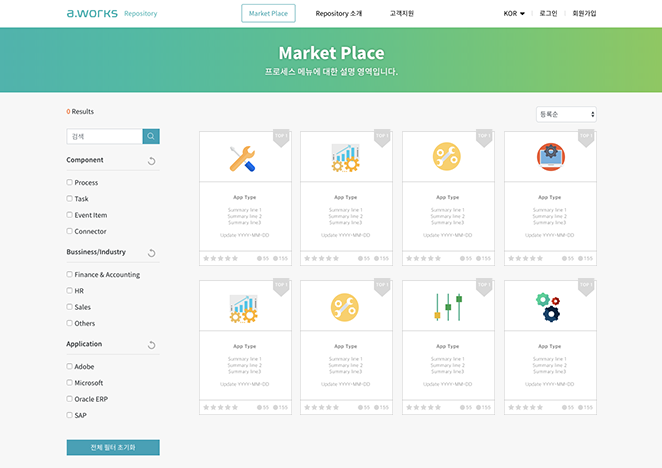 a.works Repository
Market Place
Repository 소개
고객지원
KOR
로그인
회원가입
Market Place
프로세스 메뉴에 대한 설명 영역입니다.
0 Results
등록순
검색
Component
Process
Task
Event Item
Connector
Bussiness/Industry
Finance & Accounting
HR
Sales
Others
Application
Adobe
Microsoft
Oracle ERP
SAP
전체 필터 초기화
TOP 1
App Type
Summary line 1
Summary line 2
Summary line3
Update YYYY-MM-DD
55 155
TOP 1
App Type
Summary line 1
Summary line 2
Summary line3
Update YYYY-MM-DD
55 155
TOP 1
App Type
Summary line 1
Summary line 2
Summary line3
Update YYYY-MM-DD
55 155
TOP 1
App Type
Summary line 1
Summary line 2
Summary line3
Update YYYY-MM-DD
55 155
TOP 1
App Type
Summary line 1
Summary line 2
Summary line3
Update YYYY-MM-DD
55 155
TOP 1
App Type
Summary line 1
Summary line 2
Summary line3
Update YYYY-MM-DD
55 155
TOP 1
App Type
Summary line 1
Summary line 2
Summary line3
Update YYYY-MM-DD
55 155
TOP 1
App Type
Summary line 1
Summary line 2
Summary line3
Update YYYY-MM-DD
55 155